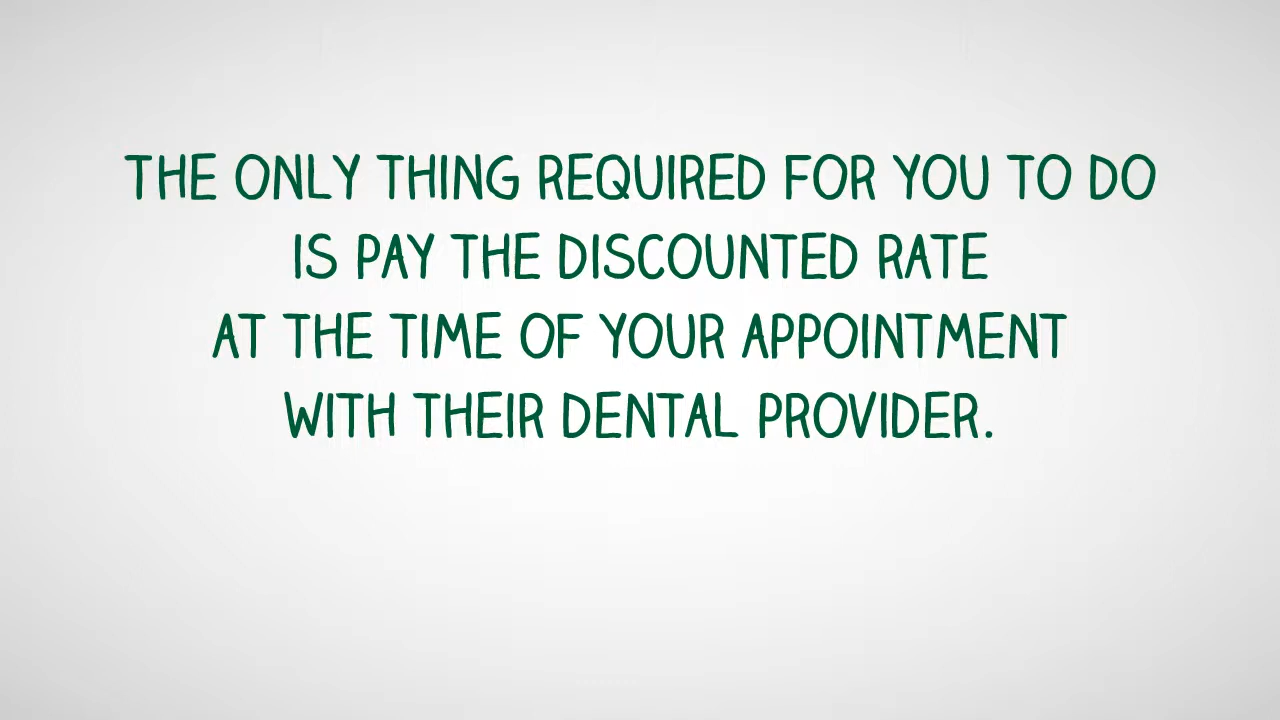 THE ONLY THING REQUIRED FOR YOU TO DO
IS PAY THE DISCOUNTED RATE
AT THE TIME OF YOUR APPOINTMENT
WITH THEIR DENTAL PROVIDER.